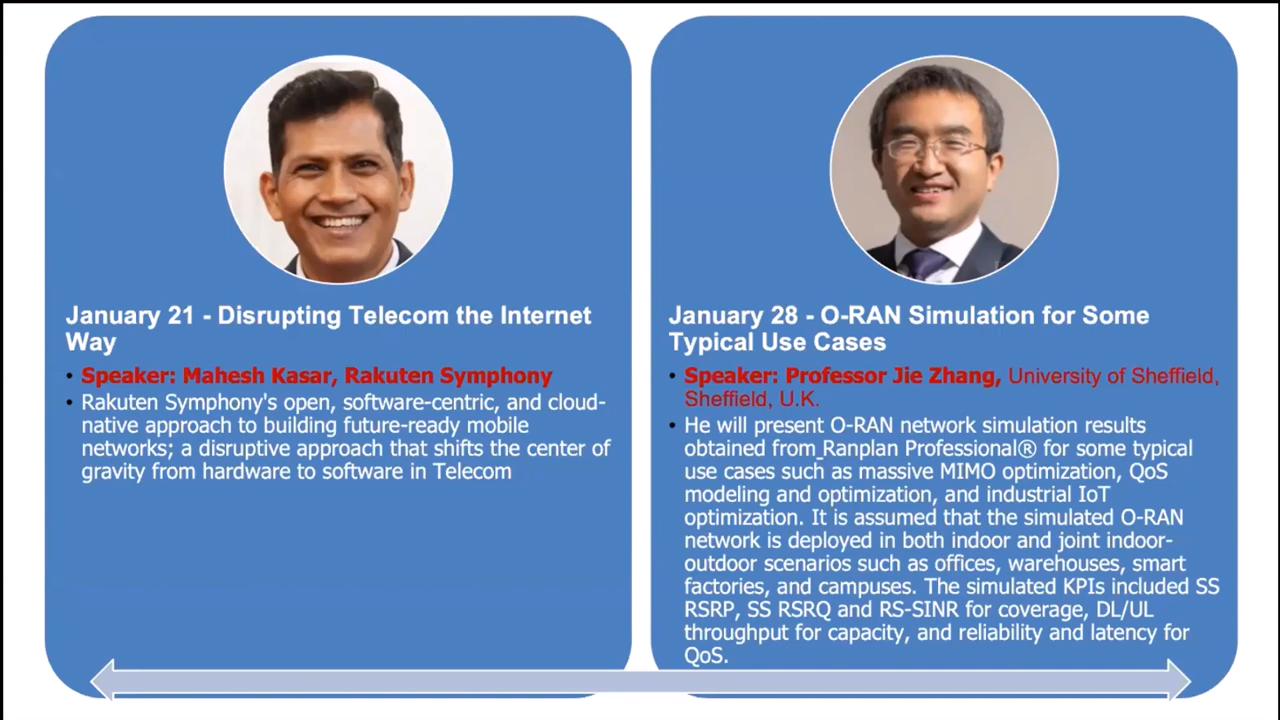 January 21 - Disrupting Telecom the Internet
Way
• Speaker: Mahesh Kasar, Rakuten Symphony
• Rakuten Symphony's open, software-centric, and cloud-
native approach to building future-ready mobile
networks; a disruptive approach that shifts the center of
gravity from hardware to software in Telecom
January 28 - O-RAN Simulation for Some
Typical Use Cases
• Speaker: Professor Jie Zhang, University of Sheffield,
Sheffield, U.K.
• He will present O-RAN network simulation results
obtained from Ranplan Professional® for some typical
use cases such as massive MIMO optimization, QoS
modeling and optimization, and industrial IoT
optimization. It is assumed that the simulated O-RAN
network is deployed in both indoor and joint indoor-
outdoor scenarios such as offices, warehouses, smart
factories, and campuses. The simulated KPIs included SS
RSRP, SS RSRQ and RS-SINR for coverage, DL/UL
throughput for capacity, and reliability and latency for
QoS.